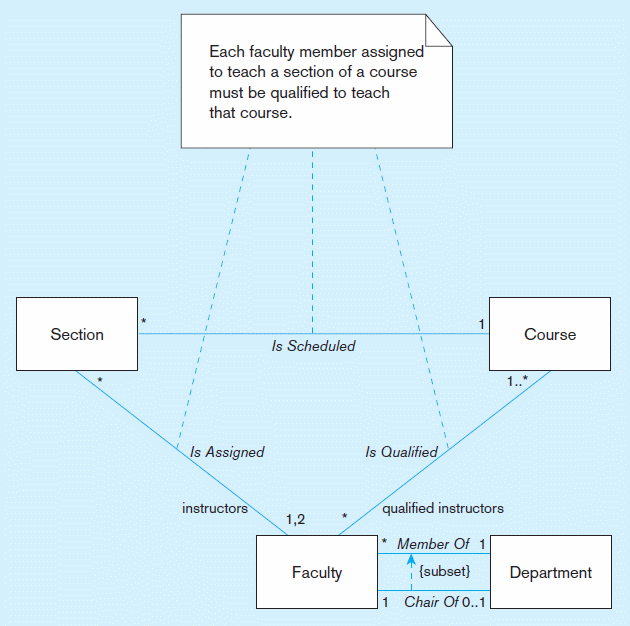 Each faculty member assigned
to teach a section of a course
must be qualified to teach
that course.
Section
*
1
Course
Is Scheduled
*
1..*
Is Assigned
Is Qualified
instructors
1,2
*
qualified instructors
Faculty
* Member Of 1
{subset}
1 Chair Of 0..1
Department